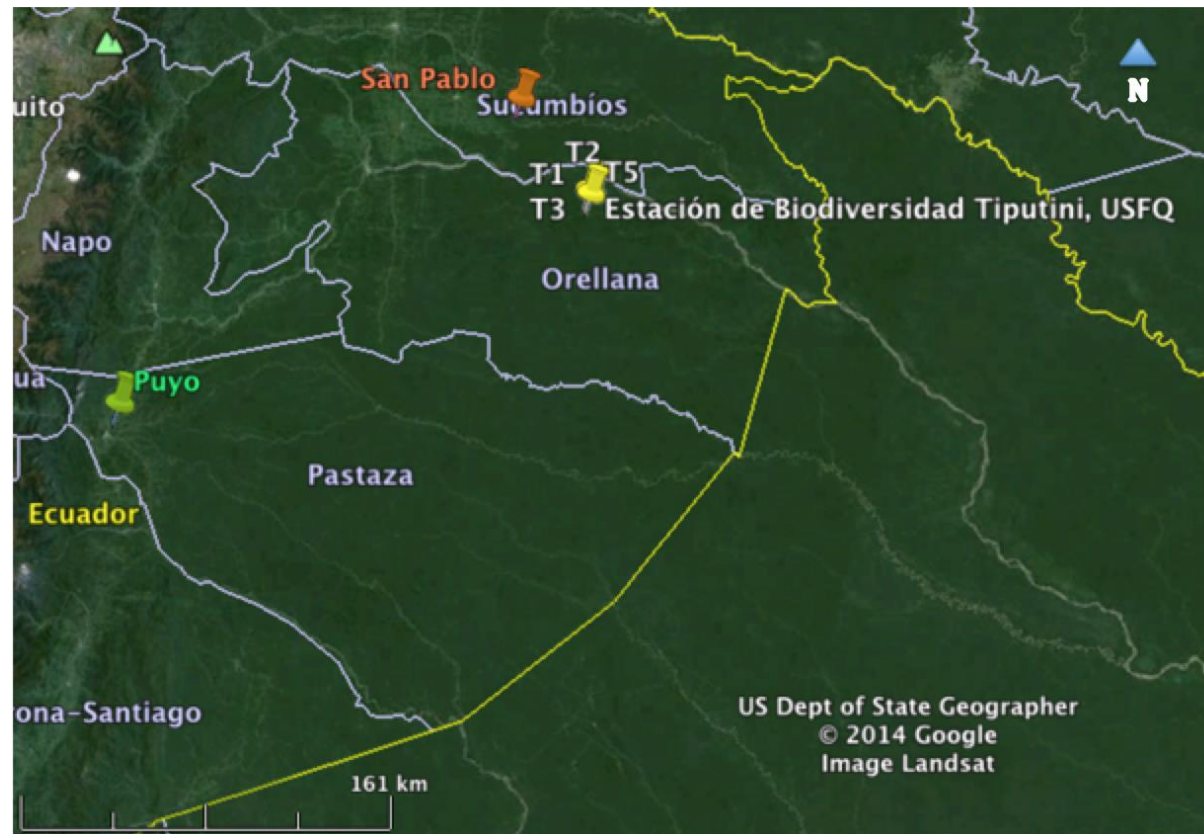 San Pablo
Sucumbíos
N
uito
T2
T1
T5
T3
Estación de Biodiversidad Tiputini, USFQ
Napo
Orellana
ua
Puyo
Pastaza
Ecuador
rona-Santiago
US Dept of State Geographer
© 2014 Google
Image Landsat
161 km